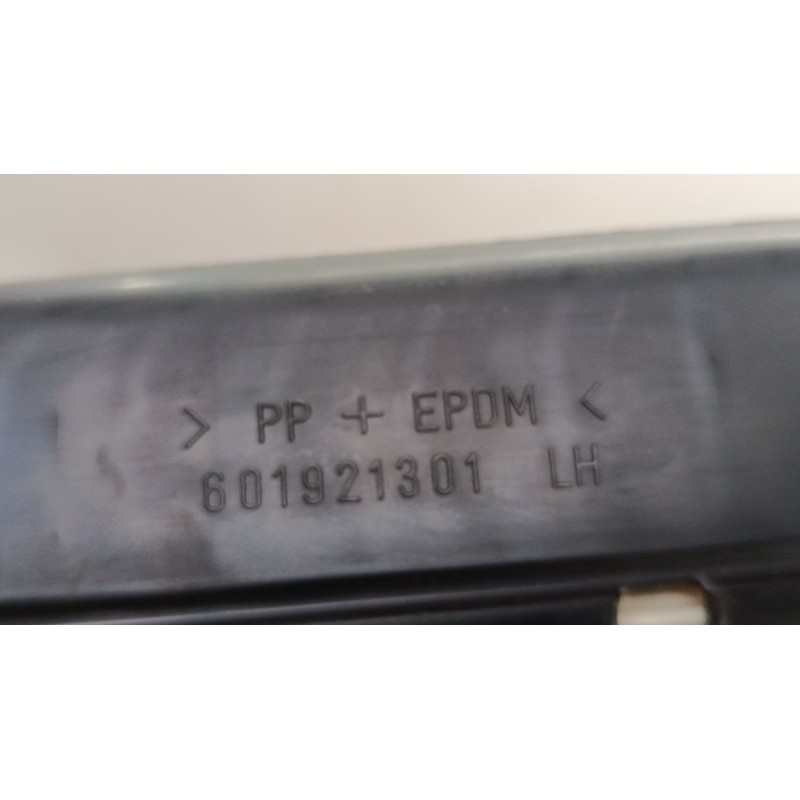 > PP + EPDM <
601921301 LH